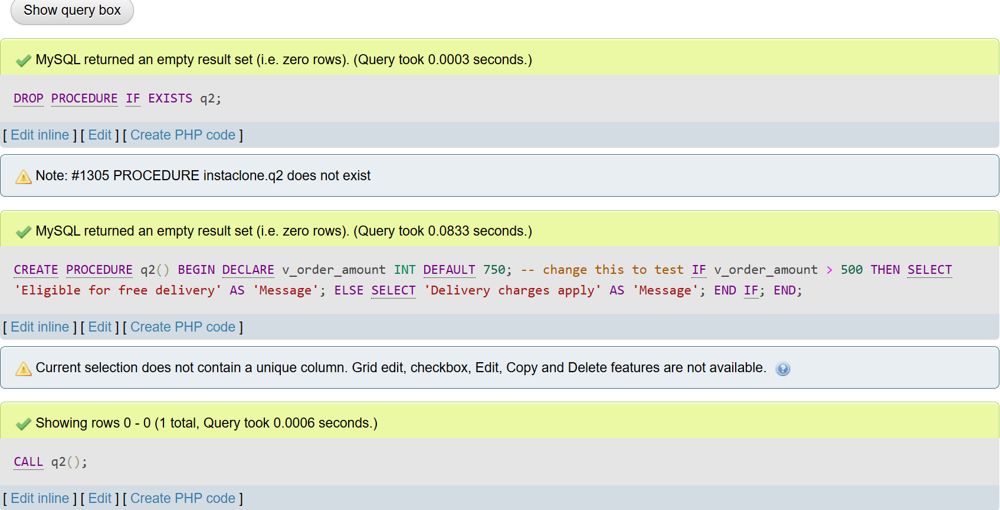 Show query box
MySQL returned an empty result set (i.e. zero rows). (Query took 0.0003 seconds.)
DROP PROCEDURE IF EXISTS q2;
[ Edit inline ] [ Edit ] [ Create PHP code ]
Note: #1305 PROCEDURE instaclone.q2 does not exist
MySQL returned an empty result set (i.e. zero rows). (Query took 0.0833 seconds.)
CREATE PROCEDURE q2() BEGIN DECLARE v_order_amount INT DEFAULT 750; -- change this to test IF v_order_amount > 500 THEN SELECT
'Eligible for free delivery' AS 'Message'; ELSE SELECT 'Delivery charges apply' AS 'Message'; END IF; END;
[ Edit inline ] [ Edit ] [ Create PHP code ]
Current selection does not contain a unique column. Grid edit, checkbox, Edit, Copy and Delete features are not available.
Showing rows 0 - 0 (1 total, Query took 0.0006 seconds.)
CALL q2();
[ Edit inline ] [ Edit ] [ Create PHP code ]